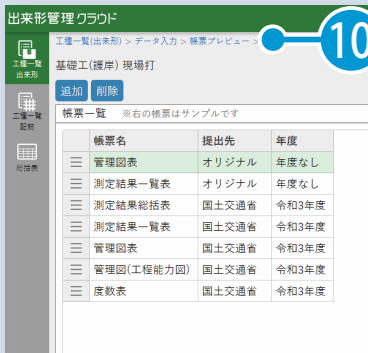 出来形管理クラウド
工種一覧(出来形) > データ入力 > 帳票プレビュー >
10
工種一覧
出来形
基礎工(護岸) 現場打
追加 削除
工種一覧
配筋
帳票一覧 ※右の帳票はサンプルです
総括表
帳票名 提出先 年度
管理図表 オリジナル 年度なし
測定結果一覧表 オリジナル 年度なし
測定結果総括表 国土交通省 令和3年度
測定結果一覧表 国土交通省 令和3年度
管理図表 国土交通省 令和3年度
管理図(工程能力図) 国土交通省 令和3年度
度数表 国土交通省 令和3年度